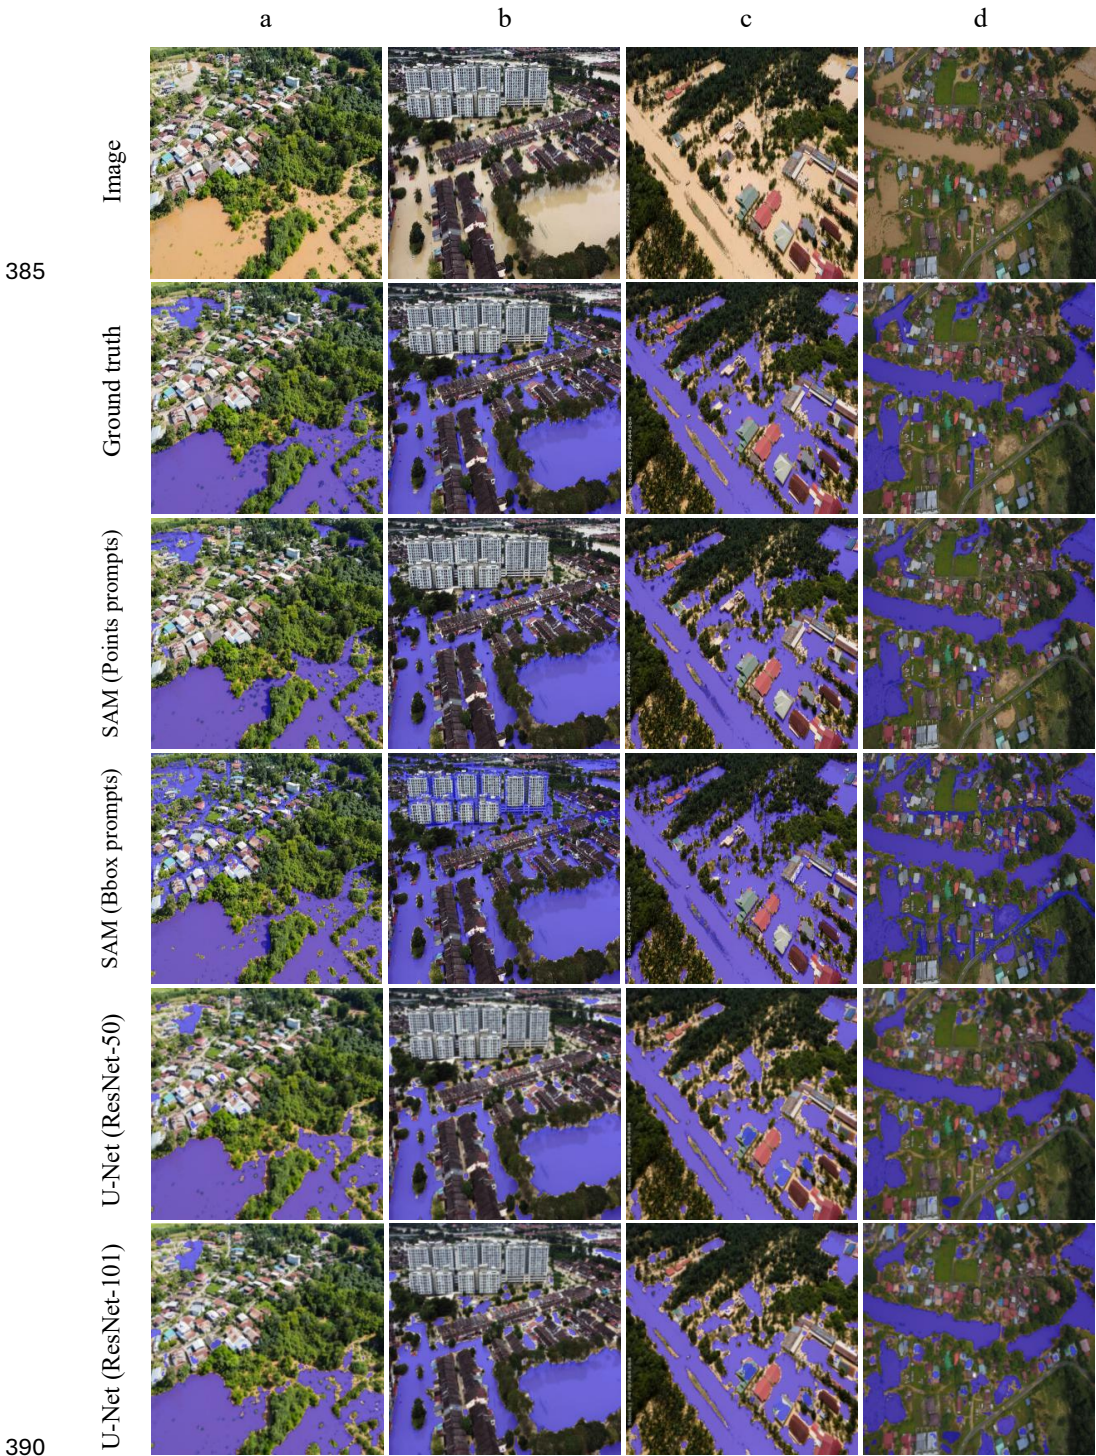 a b c d
Image
385
Ground truth
SAM (Points prompts)
SAM (Bbox prompts)
U-Net (ResNet-50)
U-Net (ResNet-101)
390